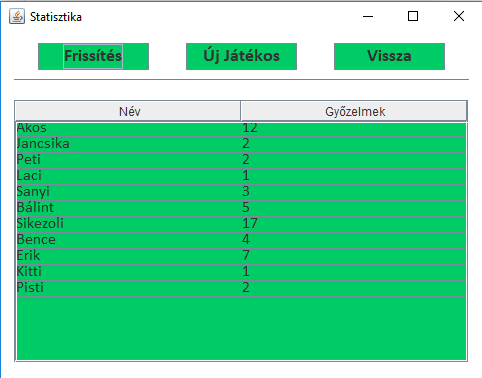 Statisztika
Frissítés Új Játékos Vissza
Név Győzelmek
Ákos 12
Jancsika 2
Peti 2
Laci 1
Sanyi 3
Bálint 5
Sikezoli 17
Bence 4
Erik 7
Kitti 1
Pisti 2